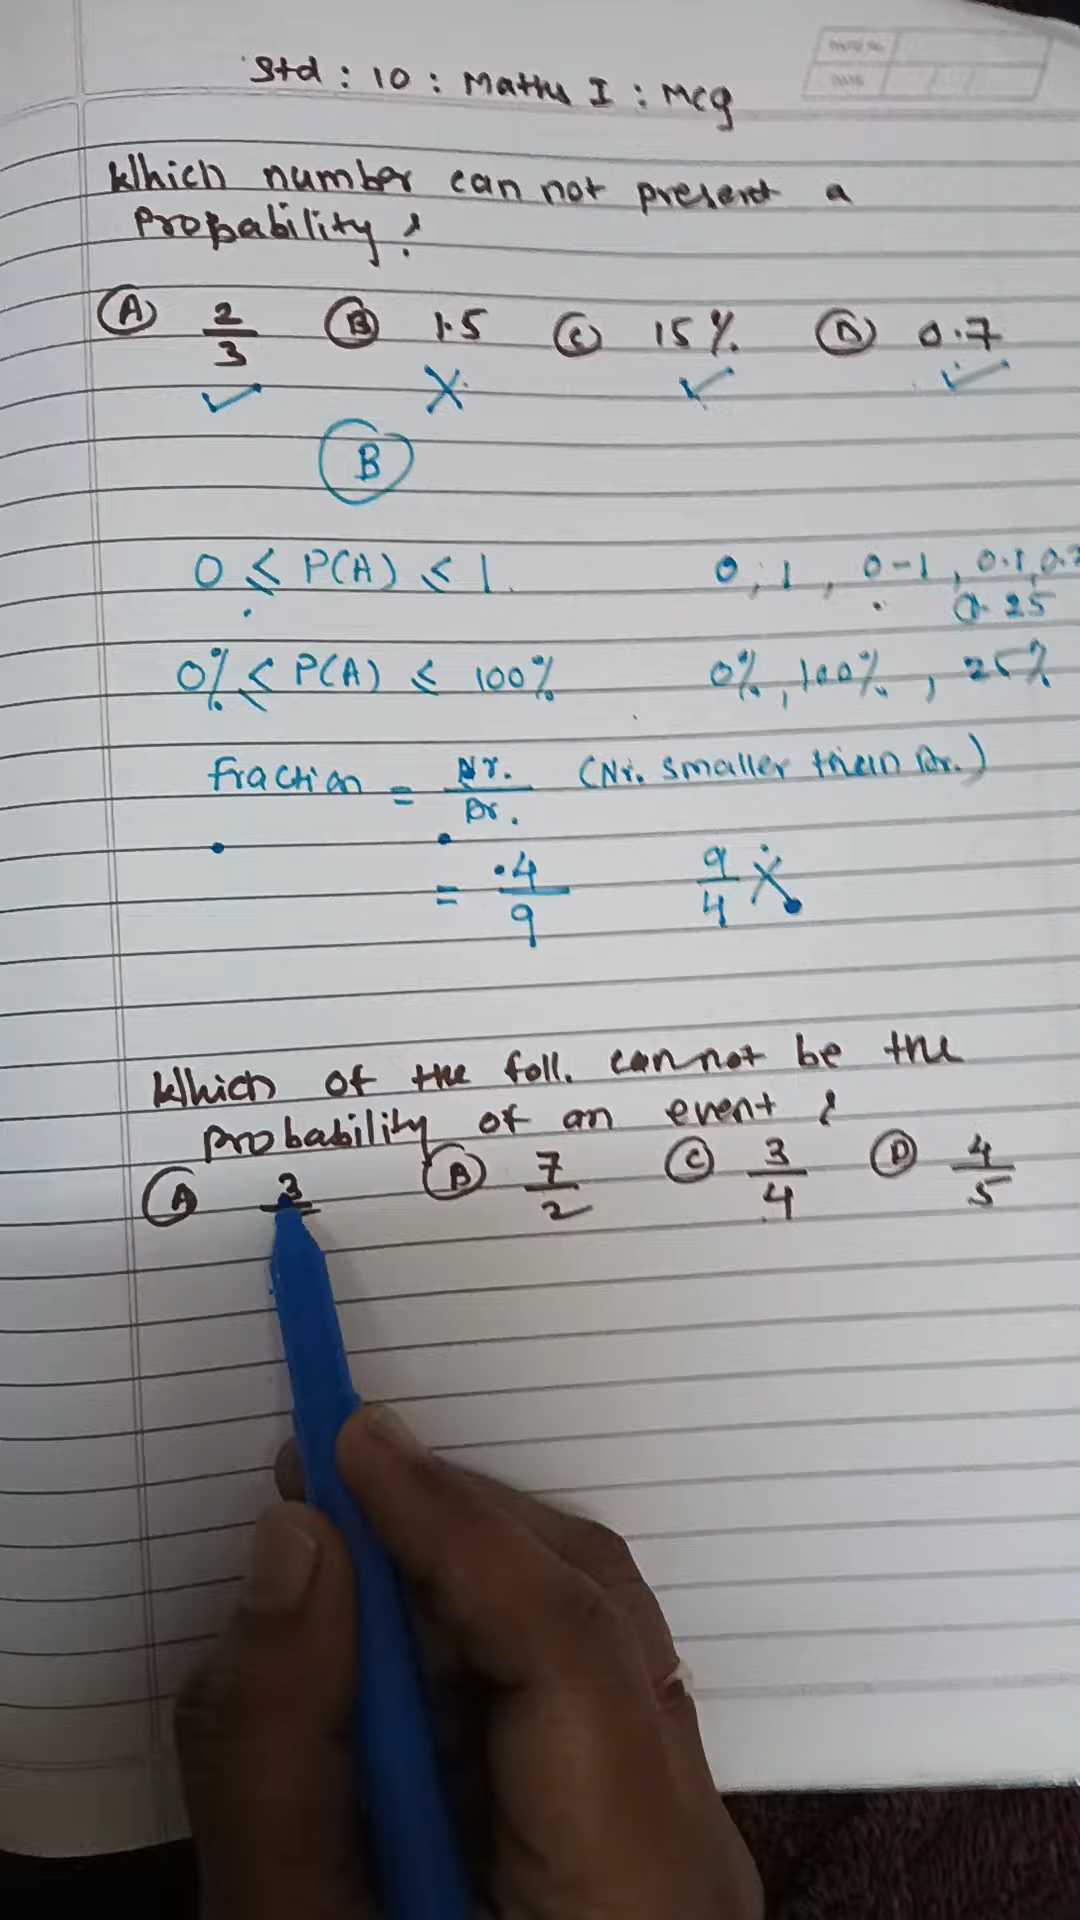 Std : 10 : Maths I : Mcq
DATE
Which number can not present a
Probability ?
(A) 2/3 (B) 1.5 (C) 15% (D) 0.7
✓ X ✓ ✓
(B)
0 ≤ P(A) ≤ 1. 0, 1, 0-1, 0.1,
0.25
0% ≤ P(A) ≤ 100% 0%, 100%, 25%
Fraction = Nr./Dr. (Nr. smaller than Dr.)
= 4/9 9/4 X
Which of the foll. can not be the
probability of an event ?
(A) 3/ (B) 7/2 (C) 3/4 (D) 4/5